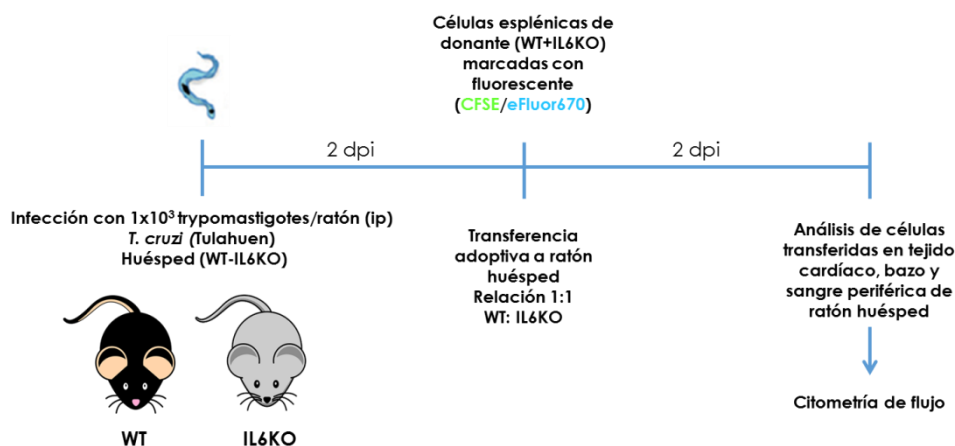 Células esplénicas de
donante (WT+IL6KO)
marcadas con
fluorescente
(CFSE/eFluor670)
2 dpi
2 dpi
Infección con 1x10³ trypomastigotes/ratón (ip)
T. cruzi (Tulahuen)
Huésped (WT-IL6KO)
Transferencia
adoptiva a ratón
huésped
Relación 1:1
WT: IL6KO
Análisis de células
transferidas en tejido
cardíaco, bazo y
sangre periférica de
ratón huésped
Citometría de flujo
WT
IL6KO